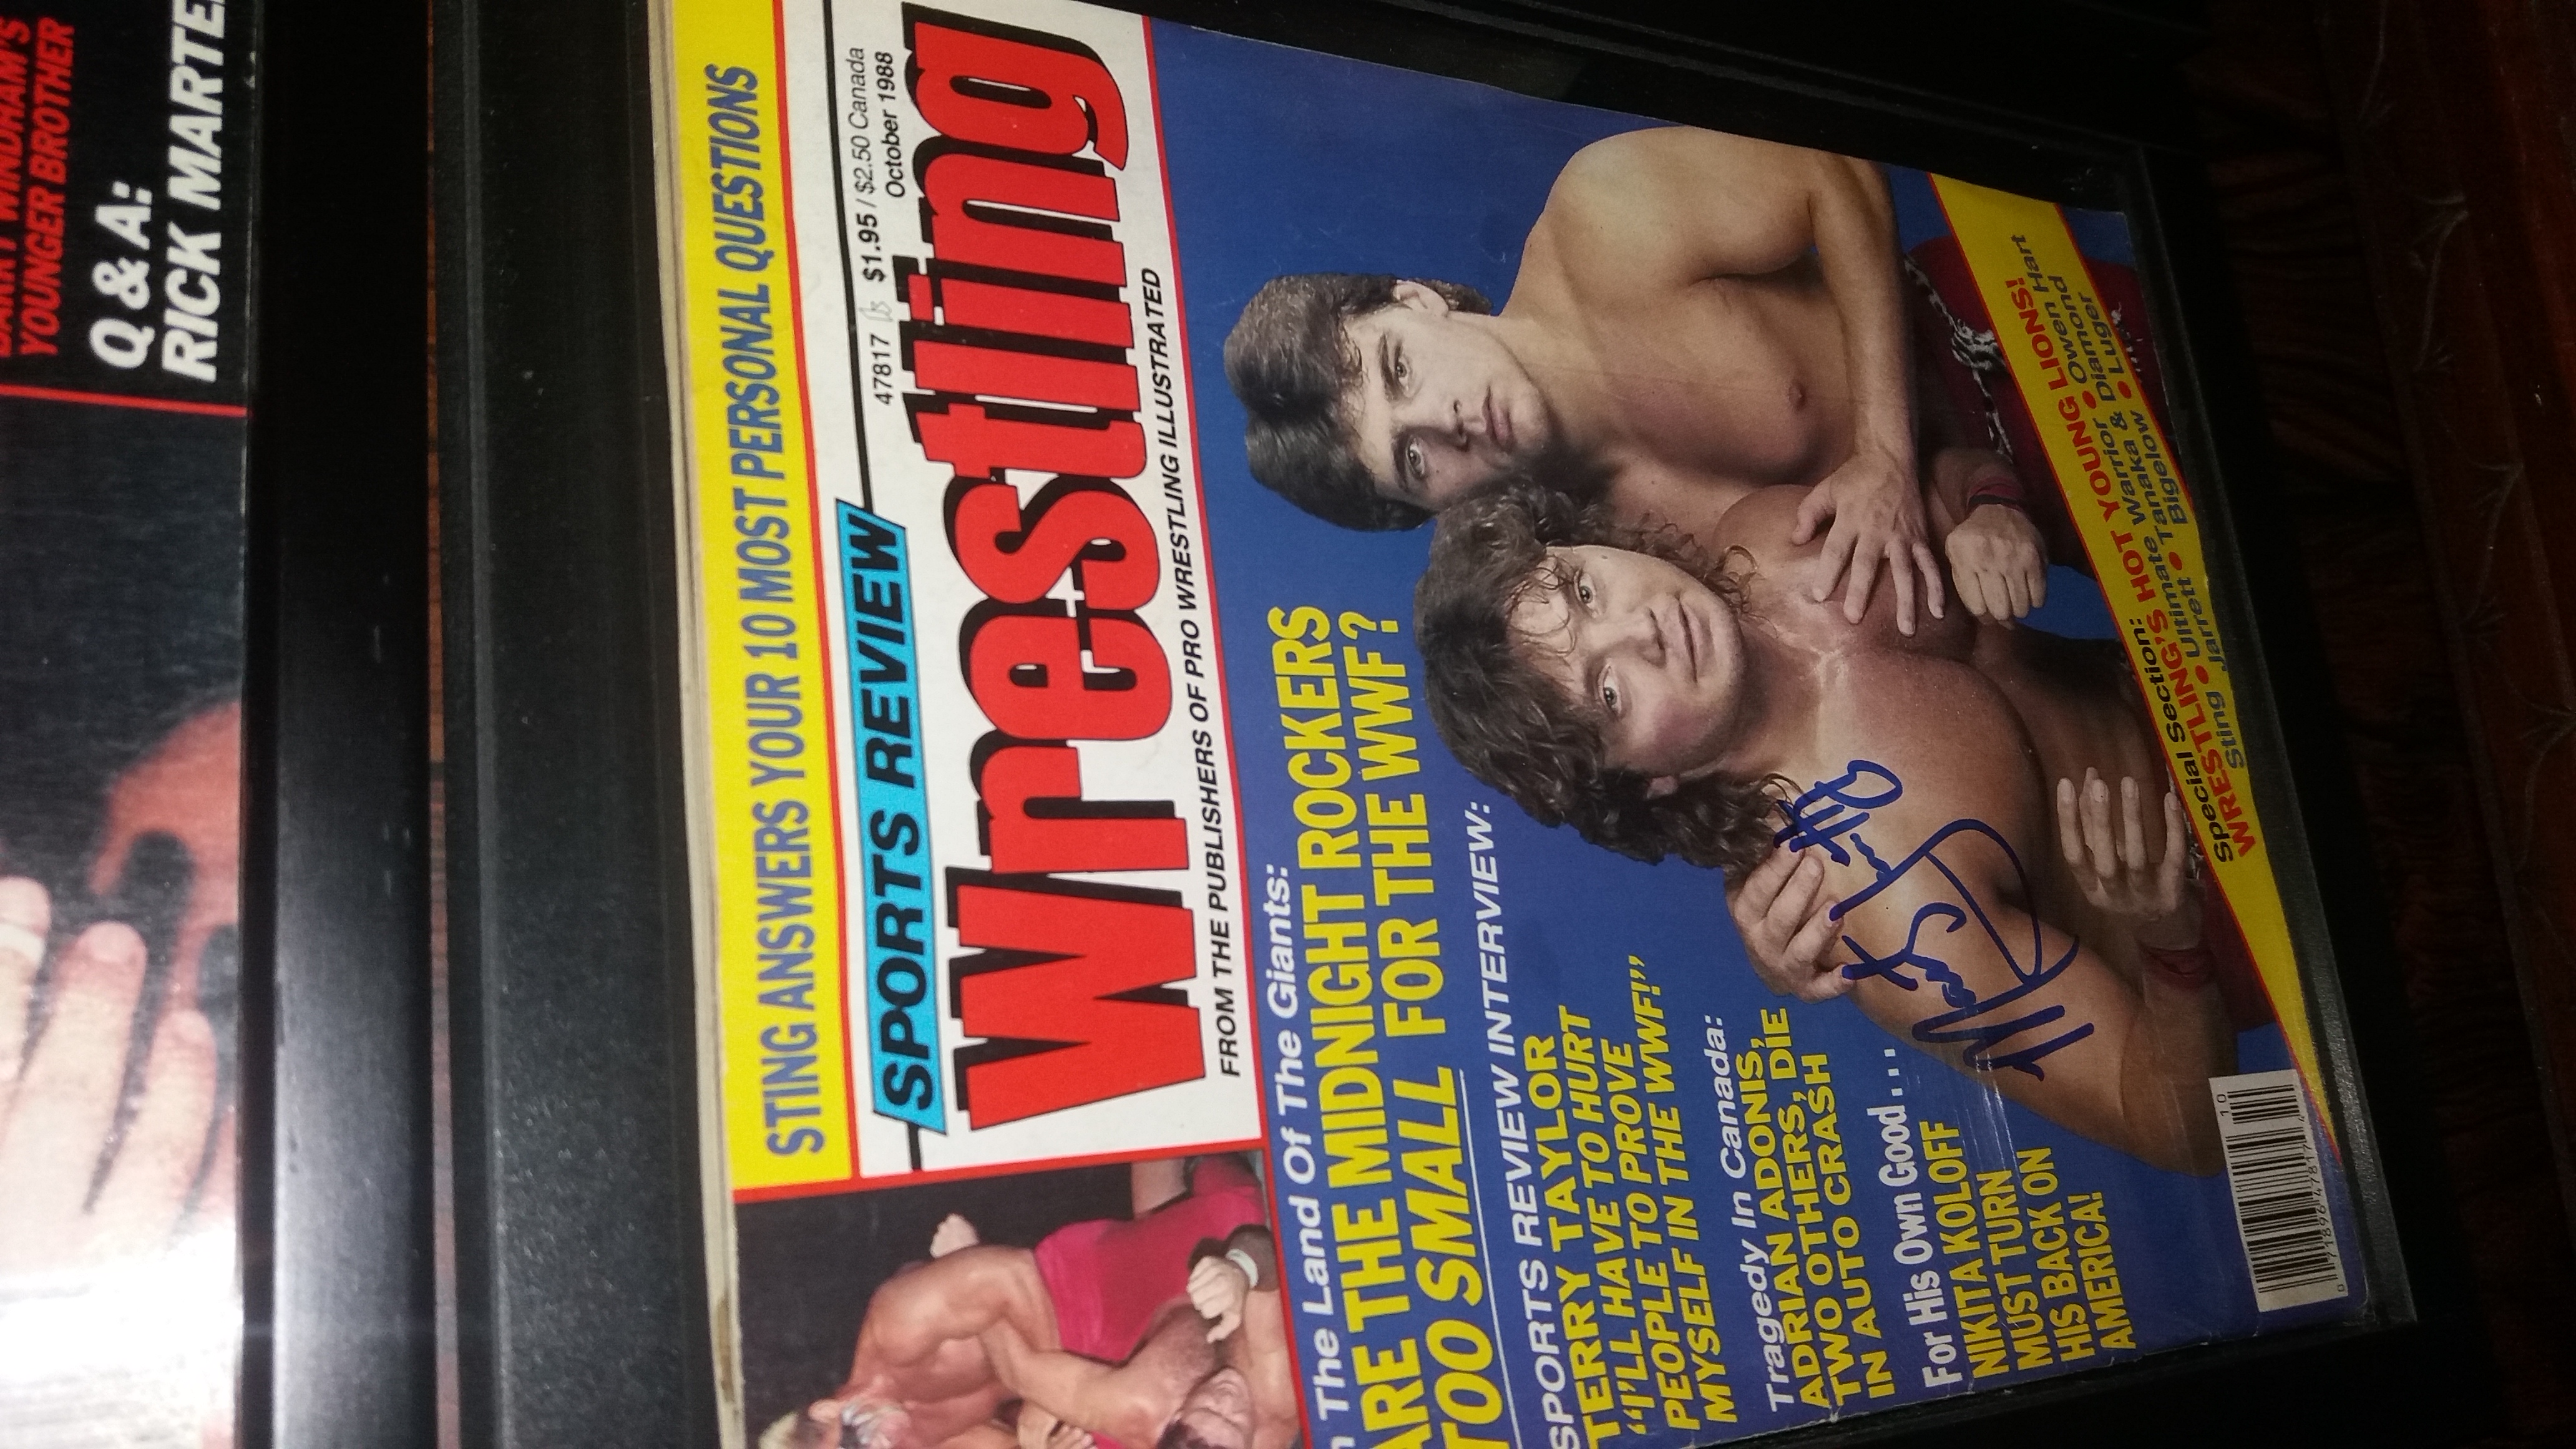 YOUNGER BROTHER
Q & A:
RICK MARTE
STING ANSWERS YOUR 10 MOST PERSONAL QUESTIONS
47817
$1.95 / $2.50 Canada
October 1988
SPORTS REVIEW
Wrestling
FROM THE PUBLISHERS OF PRO WRESTLING ILLUSTRATED
The Land Of The Giants:
ARE THE MIDNIGHT ROCKERS
TOO SMALL FOR THE WWF?
SPORTS REVIEW INTERVIEW:
TERRY TAYLOR
“I'LL HAVE TO HURT
PEOPLE TO PROVE
MYSELF IN THE WWF!”
Tragedy In Canada:
ADRIAN ADONIS,
TWO OTHERS, DIE
IN AUTO CRASH
For His Own Good....
NIKITA KOLOFF
MUST TURN
HIS BACK ON
AMERICA!
Special Section:
WRESTLING'S HOT YOUNG LIONS!
Sting • Ultimate Warrior • Owen Hart
Jarrett • Bigelow • Luger
10